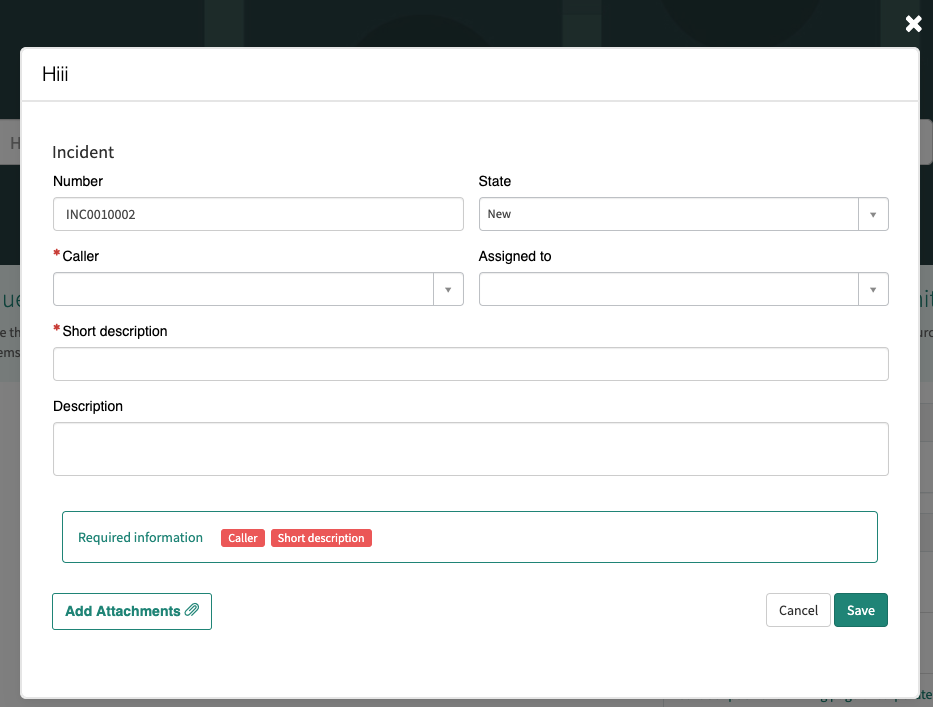 Hiii
Incident
Number
State
INC0010002
New
* Caller
Assigned to
* Short description
Description
Required information Caller Short description
Add Attachments
Cancel Save